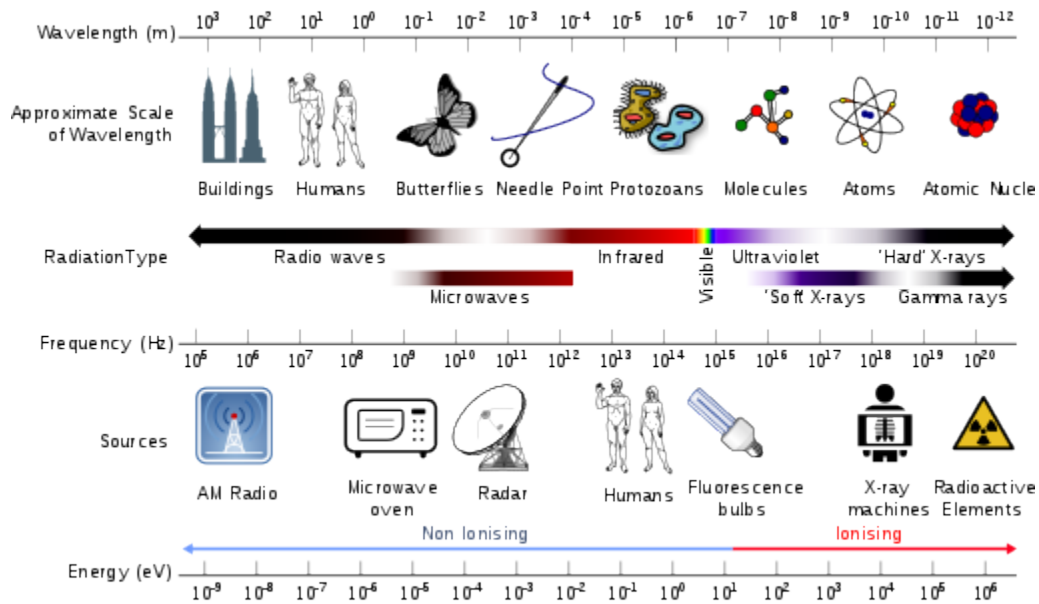 Wavelength (m)
10³ 10² 10¹ 10⁰ 10⁻¹ 10⁻² 10⁻³ 10⁻⁴ 10⁻⁵ 10⁻⁶ 10⁻⁷ 10⁻⁸ 10⁻⁹ 10⁻¹⁰ 10⁻¹¹ 10⁻¹²
Approximate Scale
of Wavelength
Buildings Humans Butterflies Needle Point Protozoans Molecules Atoms Atomic Nucle
Radiation Type
Radio waves Infrared Visible Ultraviolet 'Hard' X-rays
Microwaves 'Soft' X-rays Gamma rays
Frequency (Hz)
10⁵ 10⁶ 10⁷ 10⁸ 10⁹ 10¹⁰ 10¹¹ 10¹² 10¹³ 10¹⁴ 10¹⁵ 10¹⁶ 10¹⁷ 10¹⁸ 10¹⁹ 10²⁰
Sources
AM Radio
Microwave
oven
Radar
Humans
Fluorescence
bulbs
X-ray
machines
Radioactive
Elements
Non Ionising Ionising
Energy (eV)
10⁻⁹ 10⁻⁸ 10⁻⁷ 10⁻⁶ 10⁻⁵ 10⁻⁴ 10⁻³ 10⁻² 10⁻¹ 10⁰ 10¹ 10² 10³ 10⁴ 10⁵ 10⁶